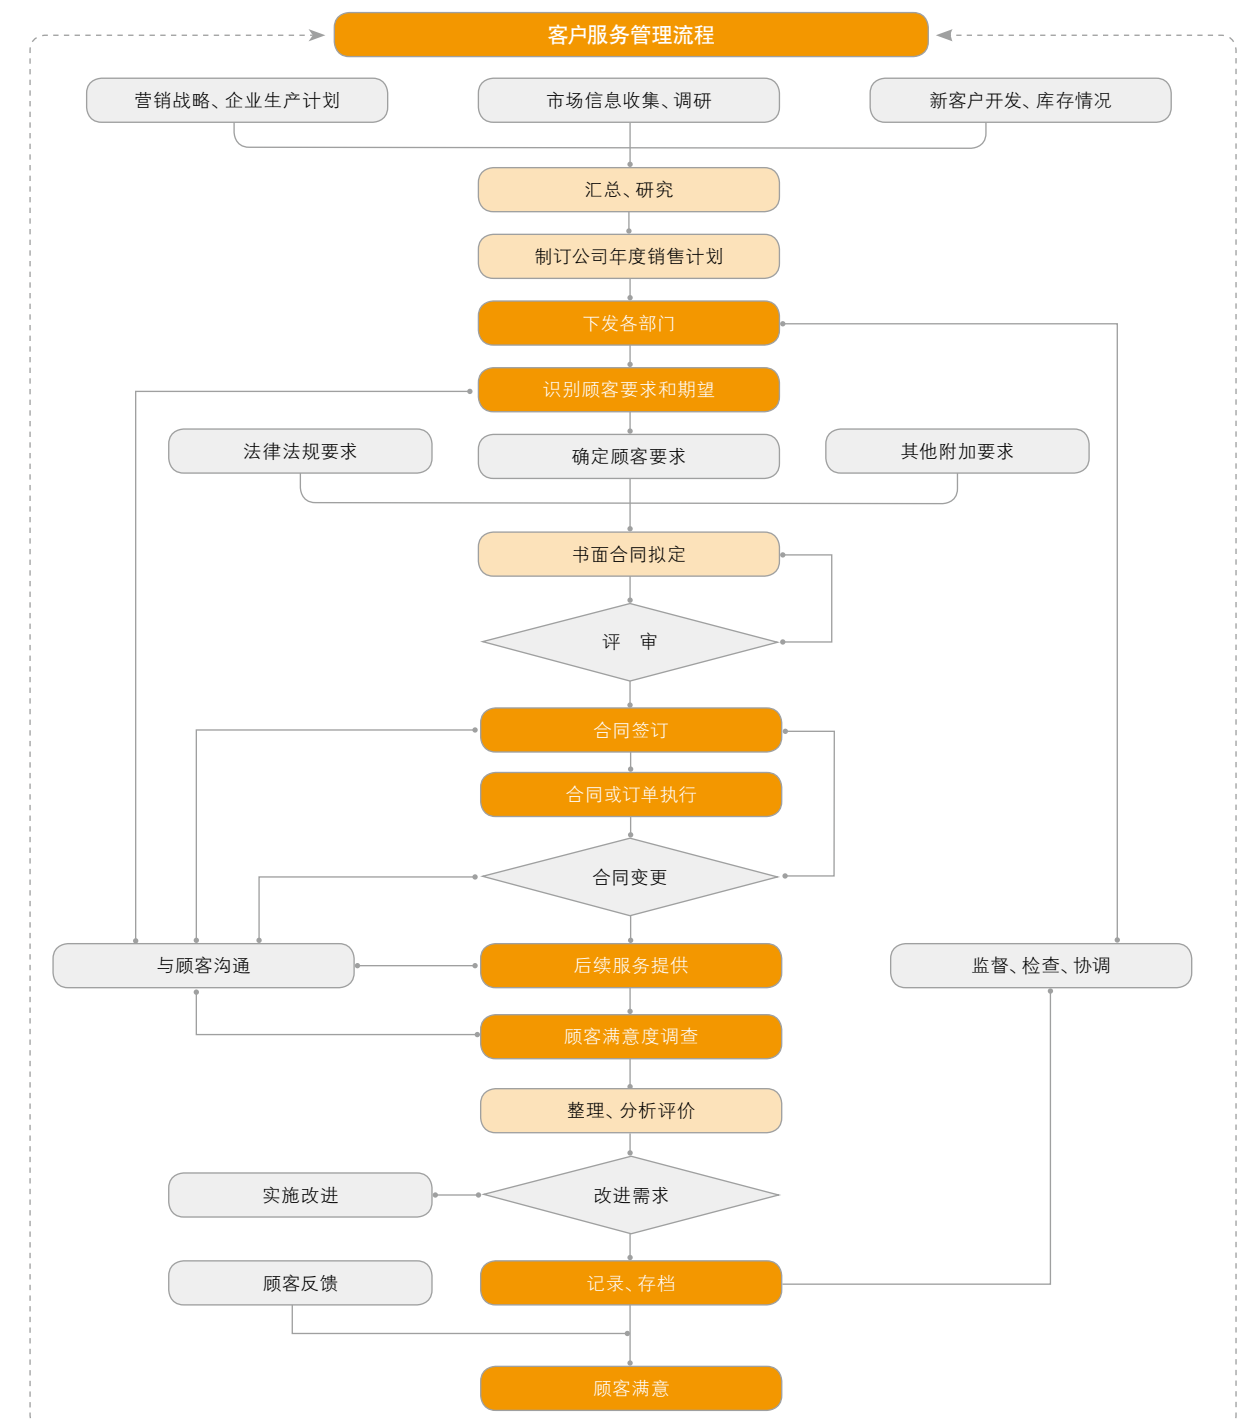 客户服务管理流程
营销战略、企业生产计划
市场信息收集、调研
新客户开发、库存情况
汇总、研究
制订公司年度销售计划
下发各部门
识别顾客要求和期望
法律法规要求
确定顾客要求
其他附加要求
书面合同拟定
评 审
合同签订
合同或订单执行
合同变更
与顾客沟通
后续服务提供
监督、检查、协调
顾客满意度调查
整理、分析评价
实施改进
改进需求
顾客反馈
记录、存档
顾客满意